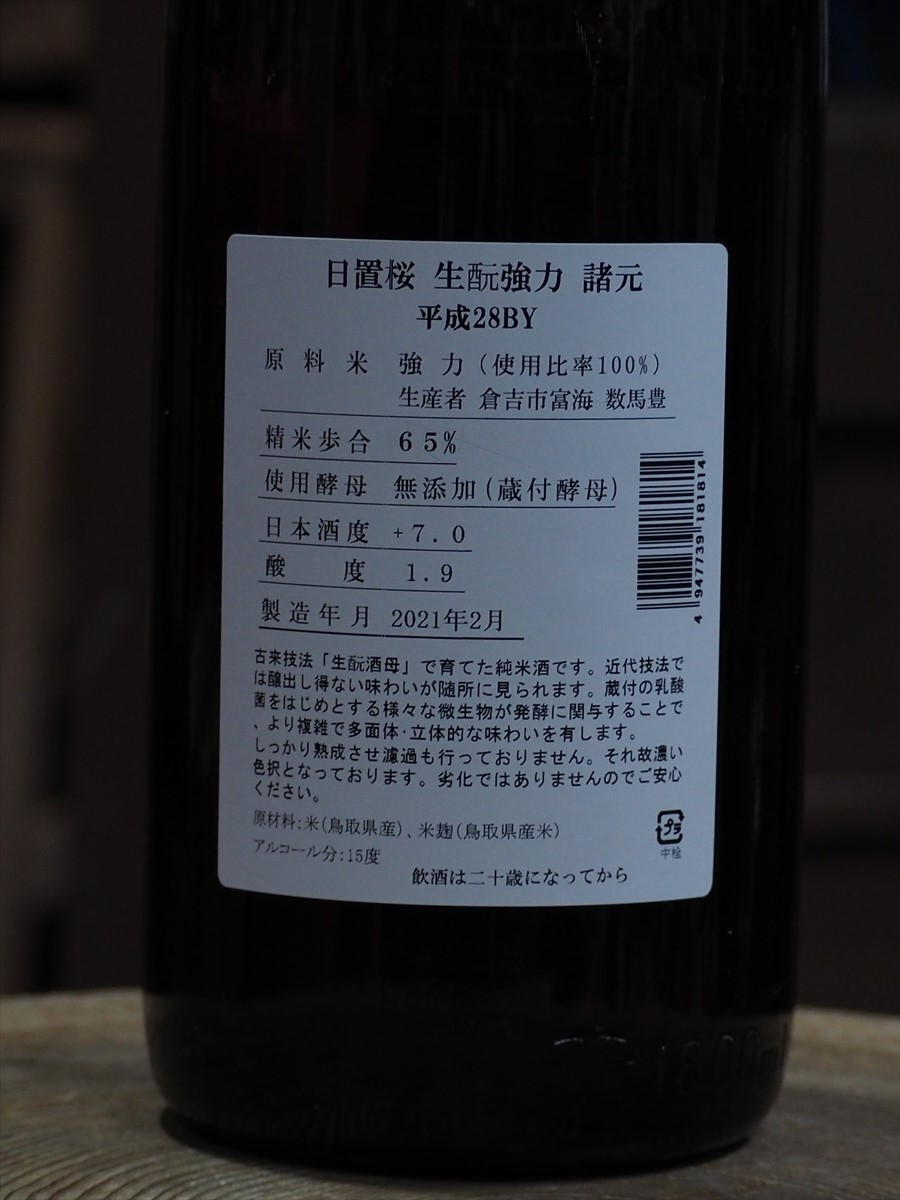 日置桜 生酛強力 諸元
平成28BY
原料米 強力(使用比率100%)
生産者 倉吉市富海 数馬豊
精米歩合 65%
使用酵母 無添加(蔵付酵母)
日本酒度 +7.0
酸度 1.9
製造年月 2021年2月
4 947739 181814
古来技法「生酛酒母」で育てた純米酒です。近代技法で
は醸出し得ない味わいが随所に見られます。蔵付の乳酸
菌をはじめとする様々な微生物が発酵に関与することで
、より複雑で多面体・立体的な味わいを有します。
しっかり熟成させ濾過も行っておりません。それ故濃い
色択となっております。劣化ではありませんのでご安心
ください。
原材料:米(鳥取県産)、米麹(鳥取県産米)
アルコール分:15度
プラ
中栓
飲酒は二十歳になってから